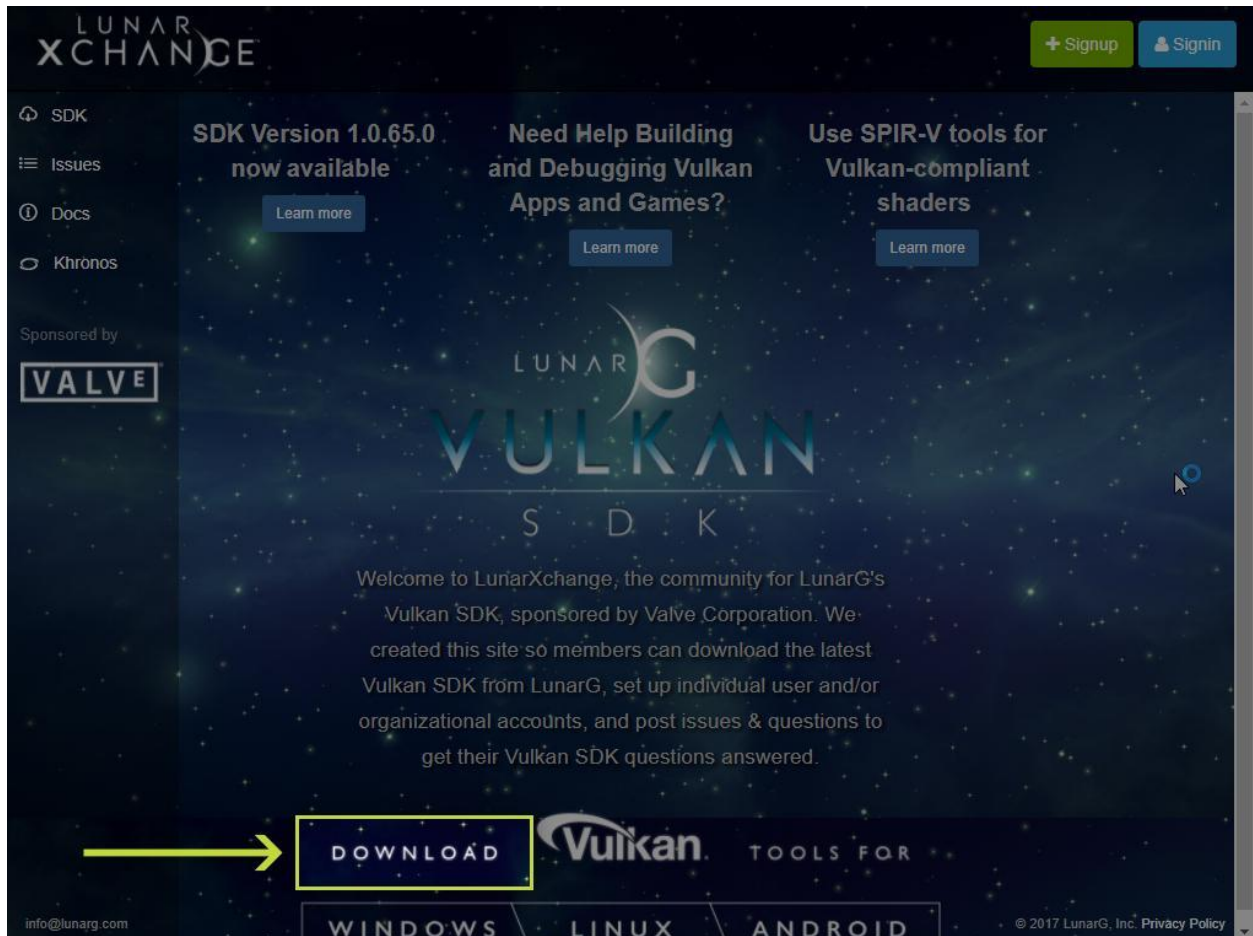 LUNAR
XCHANGE
+ Signup
Signin
SDK
Issues
Docs
Khronos
Sponsored by
VALVE
SDK Version 1.0.65.0
now available
Learn more
Need Help Building
and Debugging Vulkan
Apps and Games?
Learn more
Use SPIR-V tools for
Vulkan-compliant
shaders
Learn more
LUNARG
VULKAN
SDK
Welcome to LunarXchange, the community for LunarG's
Vulkan SDK, sponsored by Valve Corporation. We
created this site so members can download the latest
Vulkan SDK from LunarG, set up individual user and/or
organizational accounts, and post issues & questions to
get their Vulkan SDK questions answered.
DOWNLOAD Vulkan. TOOLS FOR
WINDOWS LINUX ANDROID
info@lunarg.com
© 2017 LunarG, Inc. Privacy Policy